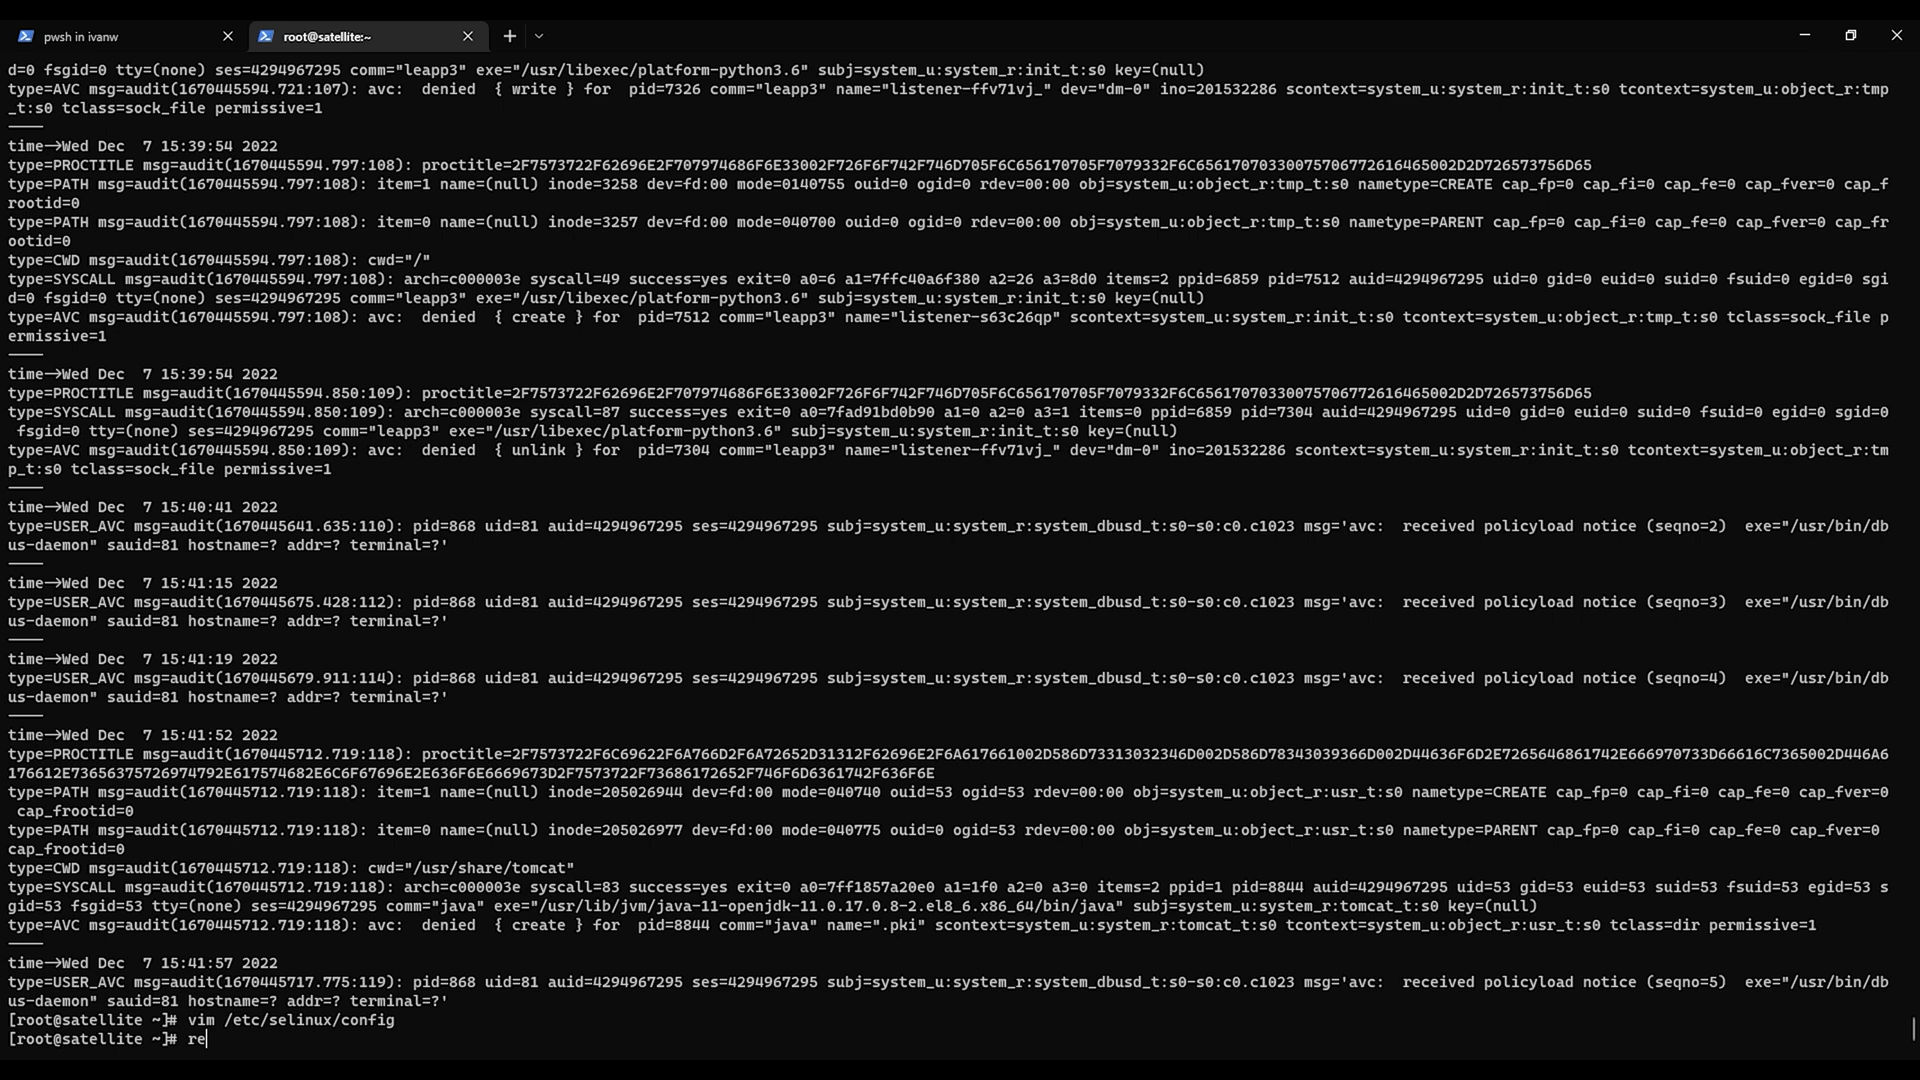 pwsh in ivanw
root@satellite:~
d=0 fsgid=0 tty=(none) ses=4294967295 comm="leapp3" exe="/usr/libexec/platform-python3.6" subj=system_u:system_r:init_t:s0 key=(null)
type=AVC msg=audit(1670445594.721:107): avc:  denied  { write } for  pid=7326 comm="leapp3" name="listener-ffv71vj_" dev="dm-0" ino=201532286 scontext=system_u:system_r:init_t:s0 tcontext=system_u:object_r:tmp
_t:s0 tclass=sock_file permissive=1
----
time->Wed Dec  7 15:39:54 2022
type=PROCTITLE msg=audit(1670445594.797:108): proctitle=2F7573722F62696E2F707974686F6E33002F726F6F742F746D705F6C656170705F7079332F6C65617070330075706772616465002D2D726573756D65
type=PATH msg=audit(1670445594.797:108): item=1 name=(null) inode=3258 dev=fd:00 mode=0140755 ouid=0 ogid=0 rdev=00:00 obj=system_u:object_r:tmp_t:s0 nametype=CREATE cap_fp=0 cap_fi=0 cap_fe=0 cap_fver=0 cap_f
rootid=0
type=PATH msg=audit(1670445594.797:108): item=0 name=(null) inode=3257 dev=fd:00 mode=040700 ouid=0 ogid=0 rdev=00:00 obj=system_u:object_r:tmp_t:s0 nametype=PARENT cap_fp=0 cap_fi=0 cap_fe=0 cap_fver=0 cap_fr
ootid=0
type=CWD msg=audit(1670445594.797:108): cwd="/"
type=SYSCALL msg=audit(1670445594.797:108): arch=c000003e syscall=49 success=yes exit=0 a0=6 a1=7ffc40a6f380 a2=26 a3=8d0 items=2 ppid=6859 pid=7512 auid=4294967295 uid=0 gid=0 euid=0 suid=0 fsuid=0 egid=0 sgi
d=0 fsgid=0 tty=(none) ses=4294967295 comm="leapp3" exe="/usr/libexec/platform-python3.6" subj=system_u:system_r:init_t:s0 key=(null)
type=AVC msg=audit(1670445594.797:108): avc:  denied  { create } for  pid=7512 comm="leapp3" name="listener-s63c26qp" scontext=system_u:system_r:init_t:s0 tcontext=system_u:object_r:tmp_t:s0 tclass=sock_file p
ermissive=1
----
time->Wed Dec  7 15:39:54 2022
type=PROCTITLE msg=audit(1670445594.850:109): proctitle=2F7573722F62696E2F707974686F6E33002F726F6F742F746D705F6C656170705F7079332F6C65617070330075706772616465002D2D726573756D65
type=SYSCALL msg=audit(1670445594.850:109): arch=c000003e syscall=87 success=yes exit=0 a0=7fad91bd0b90 a1=0 a2=0 a3=1 items=0 ppid=6859 pid=7304 auid=4294967295 uid=0 gid=0 euid=0 suid=0 fsuid=0 egid=0 sgid=0
 fsgid=0 tty=(none) ses=4294967295 comm="leapp3" exe="/usr/libexec/platform-python3.6" subj=system_u:system_r:init_t:s0 key=(null)
type=AVC msg=audit(1670445594.850:109): avc:  denied  { unlink } for  pid=7304 comm="leapp3" name="listener-ffv71vj_" dev="dm-0" ino=201532286 scontext=system_u:system_r:init_t:s0 tcontext=system_u:object_r:tm
p_t:s0 tclass=sock_file permissive=1
----
time->Wed Dec  7 15:40:41 2022
type=USER_AVC msg=audit(1670445641.635:110): pid=868 uid=81 auid=4294967295 ses=4294967295 subj=system_u:system_r:system_dbusd_t:s0-s0:c0.c1023 msg='avc:  received policyload notice (seqno=2)  exe="/usr/bin/db
us-daemon" sauid=81 hostname=? addr=? terminal=?'
----
time->Wed Dec  7 15:41:15 2022
type=USER_AVC msg=audit(1670445675.428:112): pid=868 uid=81 auid=4294967295 ses=4294967295 subj=system_u:system_r:system_dbusd_t:s0-s0:c0.c1023 msg='avc:  received policyload notice (seqno=3)  exe="/usr/bin/db
us-daemon" sauid=81 hostname=? addr=? terminal=?'
----
time->Wed Dec  7 15:41:19 2022
type=USER_AVC msg=audit(1670445679.911:114): pid=868 uid=81 auid=4294967295 ses=4294967295 subj=system_u:system_r:system_dbusd_t:s0-s0:c0.c1023 msg='avc:  received policyload notice (seqno=4)  exe="/usr/bin/db
us-daemon" sauid=81 hostname=? addr=? terminal=?'
----
time->Wed Dec  7 15:41:52 2022
type=PROCTITLE msg=audit(1670445712.719:118): proctitle=2F7573722F6C69622F6A766D2F6A72652D31312F62696E2F6A617661002D586D73313032346D002D586D78343039366D002D44636F6D2E7265646861742E666970733D66616C7365002D446A6
176612E73656375726974792E617574682E6C6F67696E2E636F6E6669673D2F7573722F73686172652F746F6D6361742F636F6E
type=PATH msg=audit(1670445712.719:118): item=1 name=(null) inode=205026944 dev=fd:00 mode=040740 ouid=53 ogid=53 rdev=00:00 obj=system_u:object_r:usr_t:s0 nametype=CREATE cap_fp=0 cap_fi=0 cap_fe=0 cap_fver=0
 cap_frootid=0
type=PATH msg=audit(1670445712.719:118): item=0 name=(null) inode=205026977 dev=fd:00 mode=040775 ouid=0 ogid=53 rdev=00:00 obj=system_u:object_r:usr_t:s0 nametype=PARENT cap_fp=0 cap_fi=0 cap_fe=0 cap_fver=0
cap_frootid=0
type=CWD msg=audit(1670445712.719:118): cwd="/usr/share/tomcat"
type=SYSCALL msg=audit(1670445712.719:118): arch=c000003e syscall=83 success=yes exit=0 a0=7ff1857a20e0 a1=1f0 a2=0 a3=0 items=2 ppid=1 pid=8844 auid=4294967295 uid=53 gid=53 euid=53 suid=53 fsuid=53 egid=53 s
gid=53 fsgid=53 tty=(none) ses=4294967295 comm="java" exe="/usr/lib/jvm/java-11-openjdk-11.0.17.0.8-2.el8_6.x86_64/bin/java" subj=system_u:system_r:tomcat_t:s0 key=(null)
type=AVC msg=audit(1670445712.719:118): avc:  denied  { create } for  pid=8844 comm="java" name=".pki" scontext=system_u:system_r:tomcat_t:s0 tcontext=system_u:object_r:usr_t:s0 tclass=dir permissive=1
----
time->Wed Dec  7 15:41:57 2022
type=USER_AVC msg=audit(1670445717.775:119): pid=868 uid=81 auid=4294967295 ses=4294967295 subj=system_u:system_r:system_dbusd_t:s0-s0:c0.c1023 msg='avc:  received policyload notice (seqno=5)  exe="/usr/bin/db
us-daemon" sauid=81 hostname=? addr=? terminal=?'
[root@satellite ~]# vim /etc/selinux/config
[root@satellite ~]# re